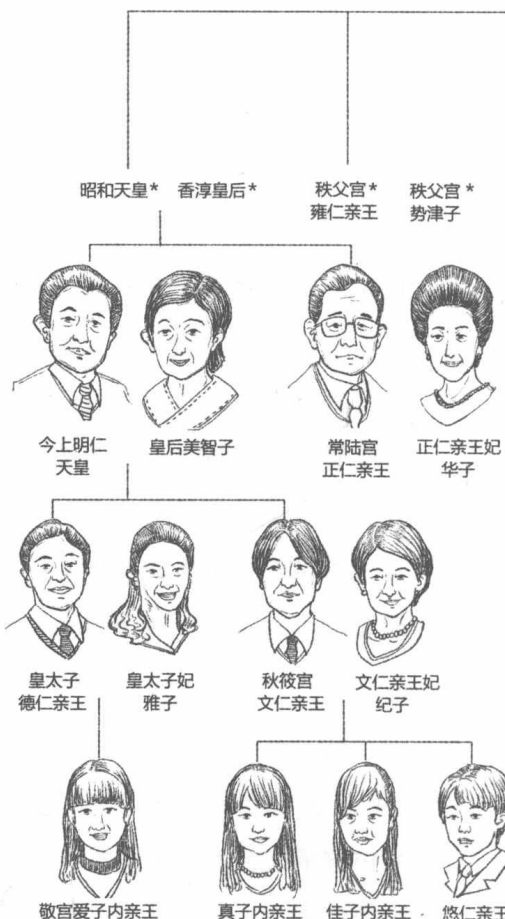 昭和天皇* 香淳皇后* 秩父宫* 秩父宫*
雍仁亲王 势津子
今上明仁 皇后美智子 常陆宫 正仁亲王妃
天皇 正仁亲王 华子
皇太子 皇太子妃 秋筱宫 文仁亲王妃
德仁亲王 雅子 文仁亲王 纪子
敬宫爱子内亲王 真子内亲王 佳子内亲王 悠仁亲王